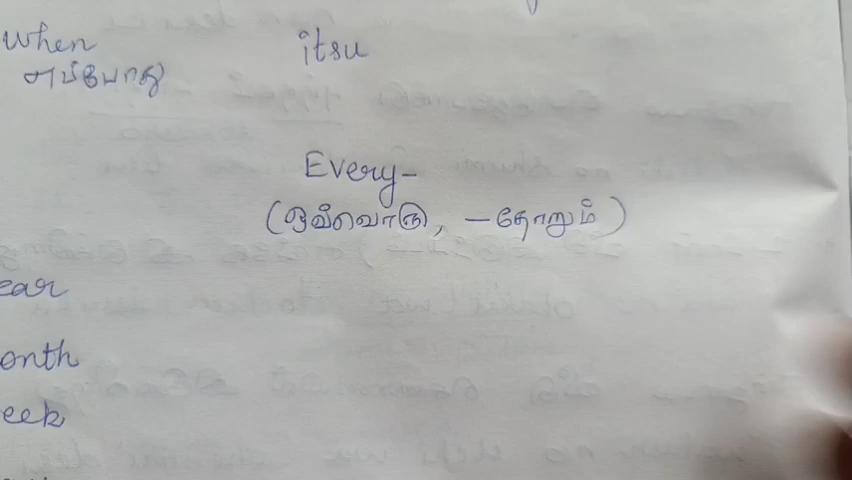 When itsu
எப்போது
Every-
(ஒவ்வொரு, -தோறும்)
ear
onth
eek